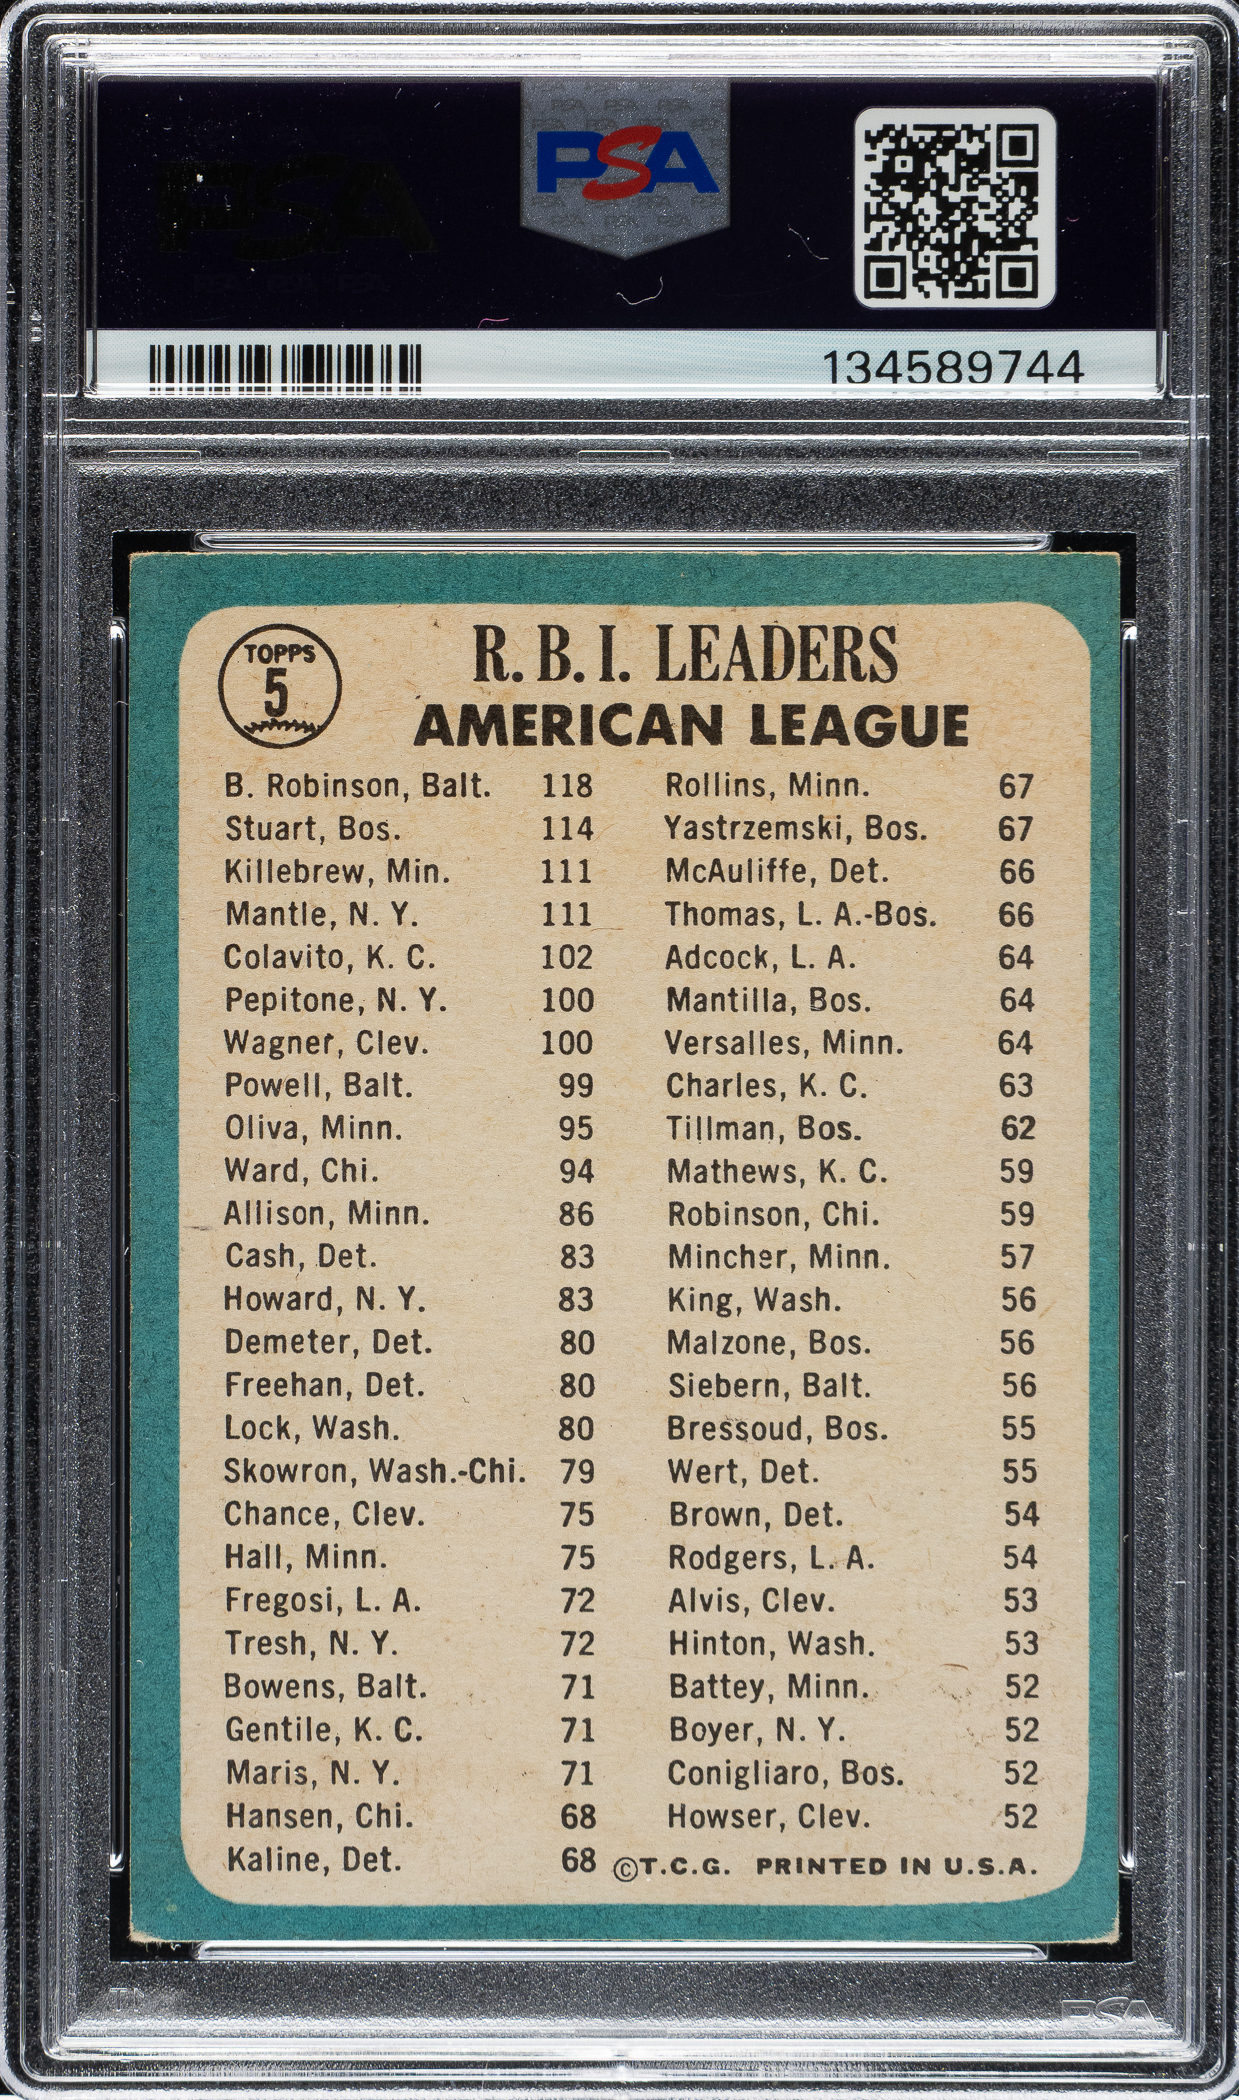 PSA
134589744
TOPPS
5
R. B. I. LEADERS
AMERICAN LEAGUE
B. Robinson, Balt. 118
Stuart, Bos. 114
Killebrew, Min. 111
Mantle, N. Y. 111
Colavito, K. C. 102
Pepitone, N. Y. 100
Wagner, Clev. 100
Powell, Balt. 99
Oliva, Minn. 95
Ward, Chi. 94
Allison, Minn. 86
Cash, Det. 83
Howard, N. Y. 83
Demeter, Det. 80
Freehan, Det. 80
Lock, Wash. 80
Skowron, Wash.-Chi. 79
Chance, Clev. 75
Hall, Minn. 75
Fregosi, L. A. 72
Tresh, N. Y. 72
Bowens, Balt. 71
Gentile, K. C. 71
Maris, N. Y. 71
Hansen, Chi. 68
Kaline, Det. 68
Rollins, Minn. 67
Yastrzemski, Bos. 67
McAuliffe, Det. 66
Thomas, L. A.-Bos. 66
Adcock, L. A. 64
Mantilla, Bos. 64
Versalles, Minn. 64
Charles, K. C. 63
Tillman, Bos. 62
Mathews, K. C. 59
Robinson, Chi. 59
Mincher, Minn. 57
King, Wash. 56
Malzone, Bos. 56
Siebern, Balt. 56
Bressoud, Bos. 55
Wert, Det. 55
Brown, Det. 54
Rodgers, L. A. 54
Alvis, Clev. 53
Hinton, Wash. 53
Battey, Minn. 52
Boyer, N. Y. 52
Conigliaro, Bos. 52
Howser, Clev. 52
©T.C.G. PRINTED IN U.S.A.
PSA